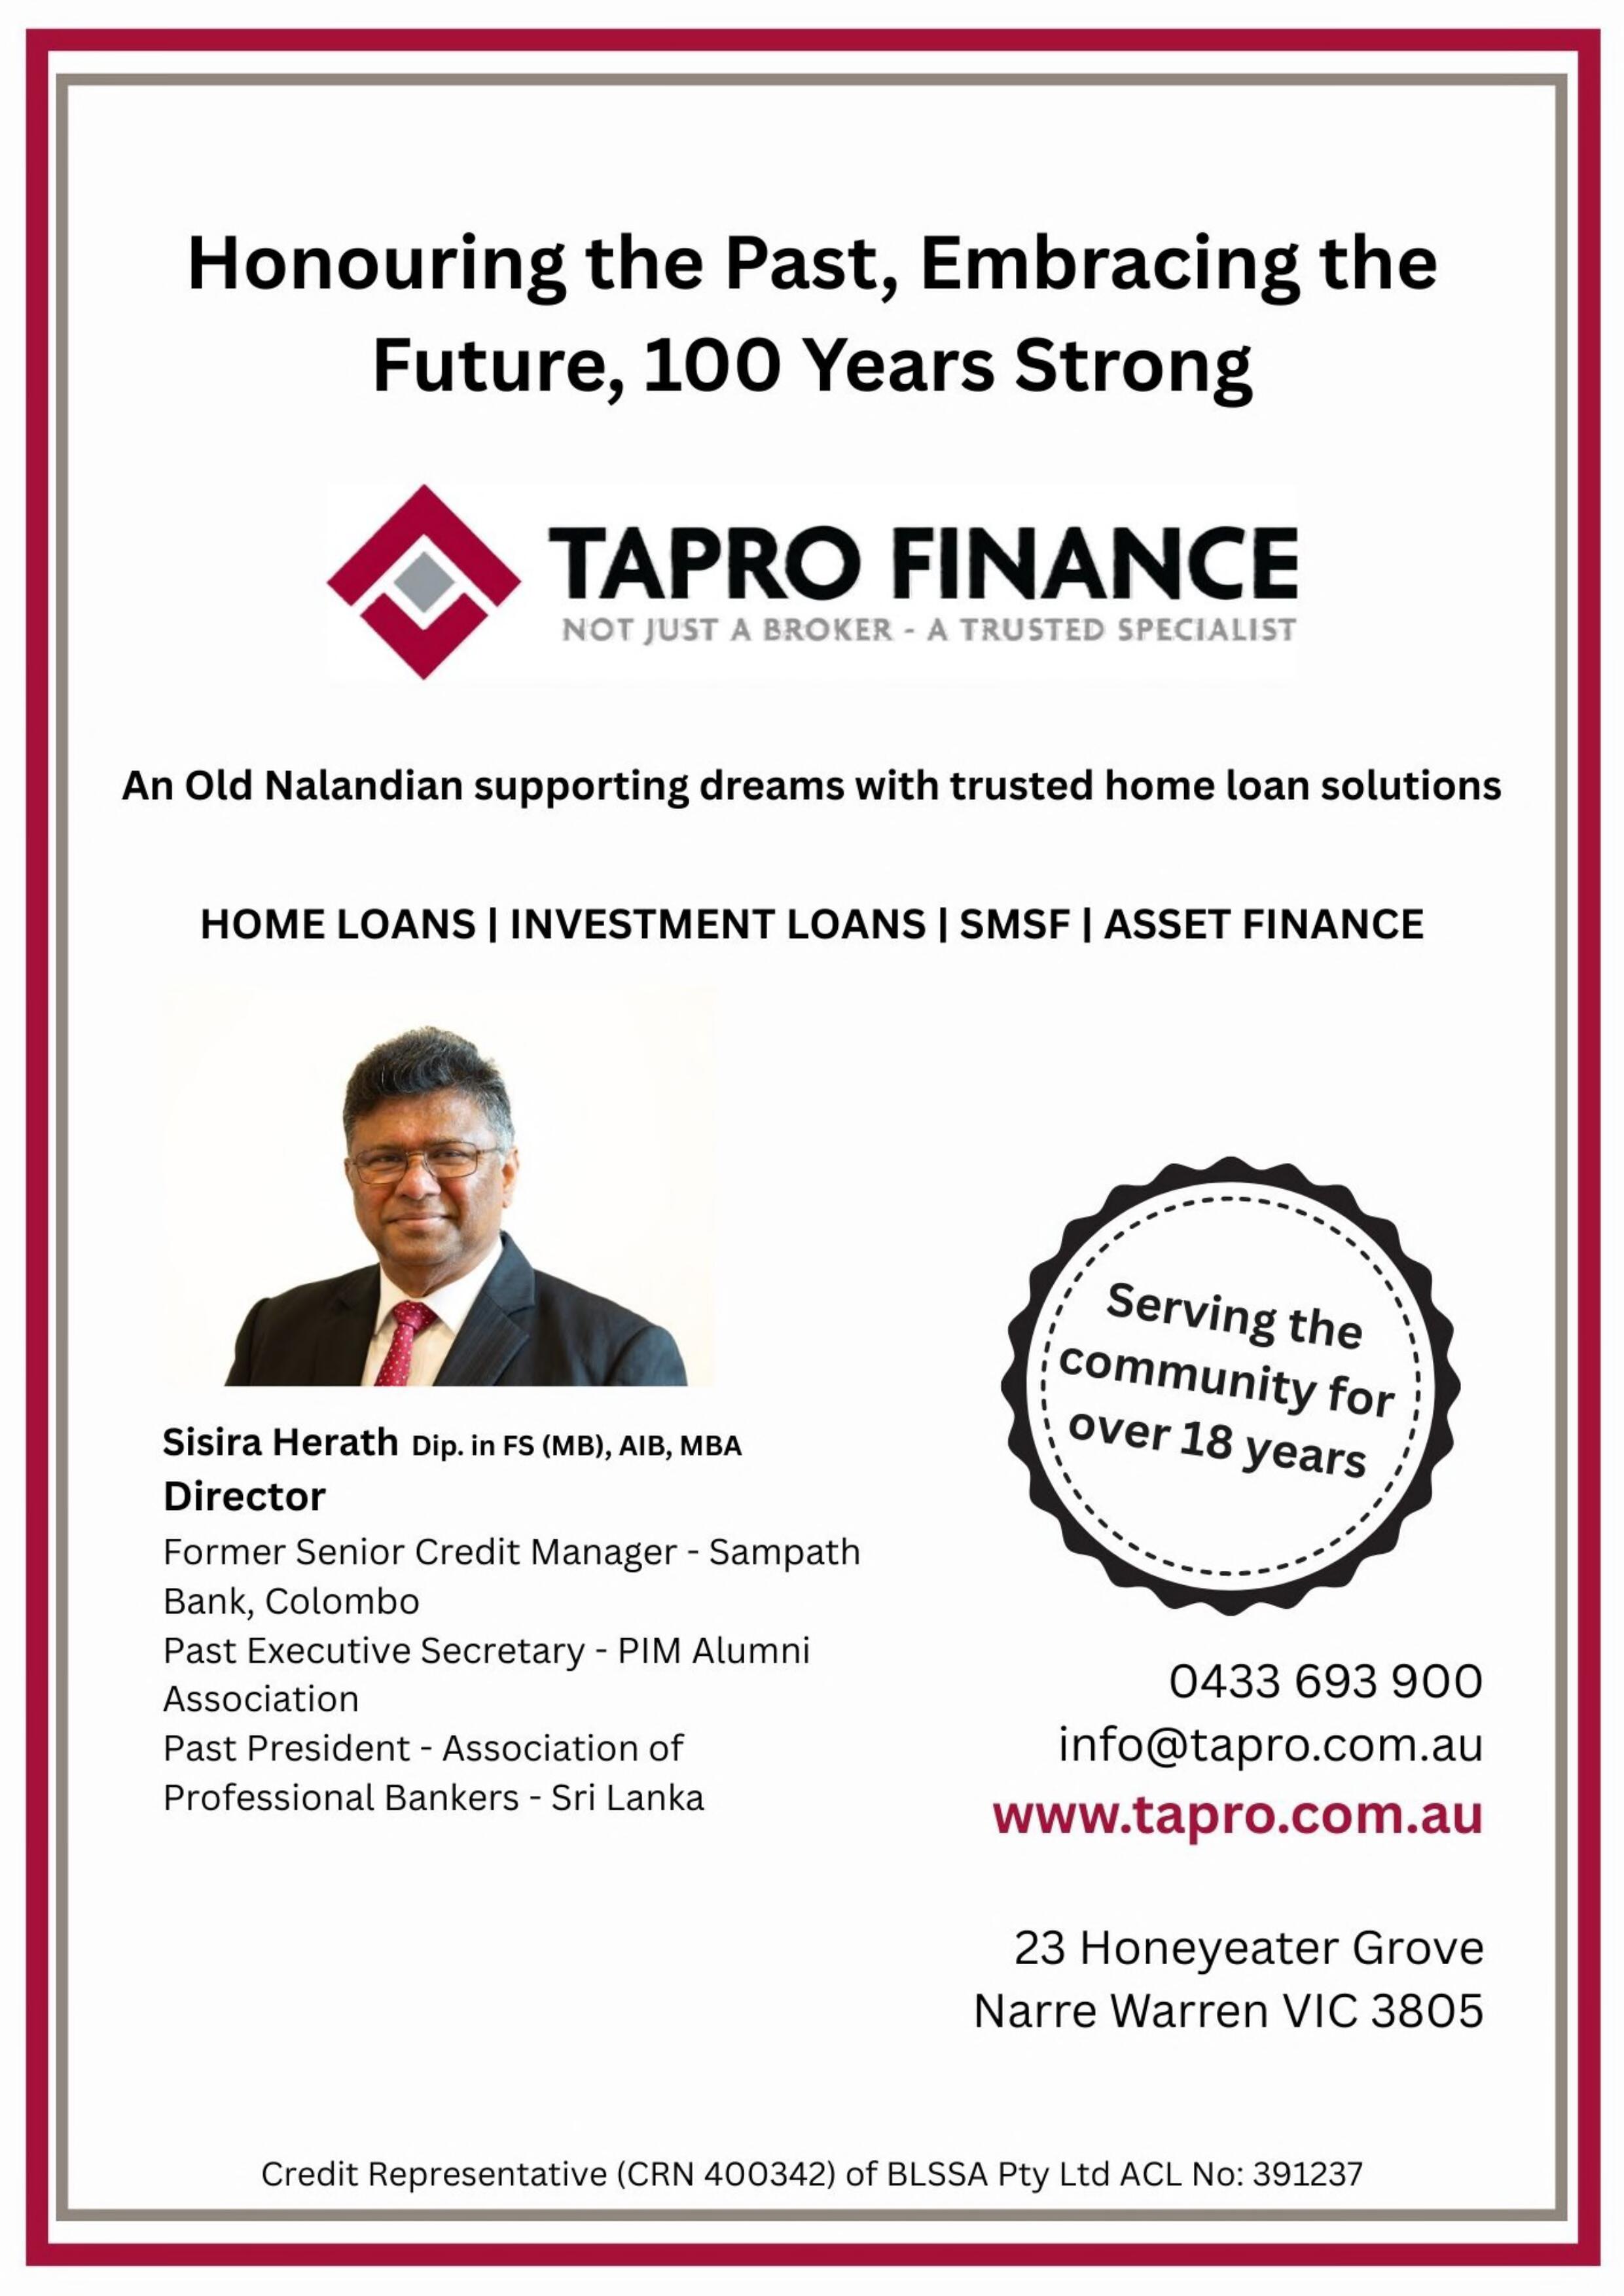 Honouring the Past, Embracing the
Future, 100 Years Strong
TAPRO FINANCE
NOT JUST A BROKER - A TRUSTED SPECIALIST
An Old Nalandian supporting dreams with trusted home loan solutions
HOME LOANS | INVESTMENT LOANS | SMSF | ASSET FINANCE
Sisira Herath Dip. in FS (MB), AIB, MBA
Director
Former Senior Credit Manager - Sampath
Bank, Colombo
Past Executive Secretary - PIM Alumni
Association
Past President - Association of
Professional Bankers - Sri Lanka
Serving the
community for
over 18 years
0433 693 900
info@tapro.com.au
www.tapro.com.au
23 Honeyeater Grove
Narre Warren VIC 3805
Credit Representative (CRN 400342) of BLSSA Pty Ltd ACL No: 391237